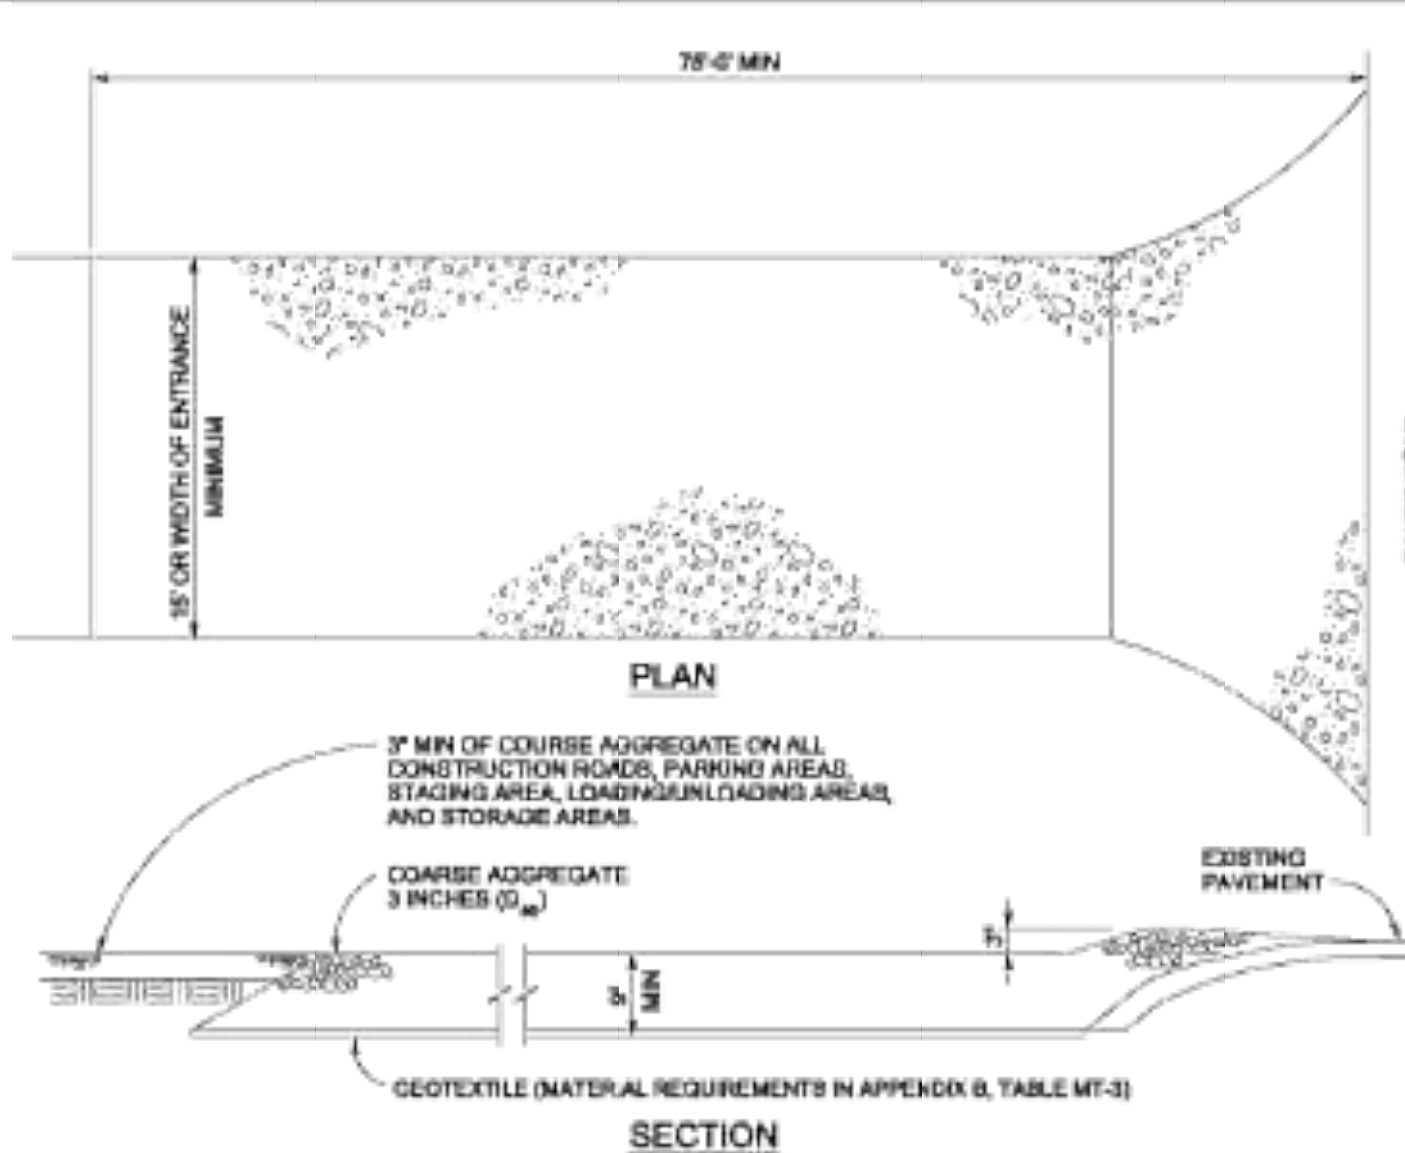 MIN
15' OR WIDTH OF ENTRANCE
MINIMUM
PLAN
3" MIN OF COURSE AGGREGATE ON ALL
CONSTRUCTION ROADS, PARKING AREAS,
STAGING AREA, LOADING/UNLOADING AREAS,
AND STORAGE AREAS.
COARSE AGGREGATE
3 INCHES
EXISTING
PAVEMENT
3"
MIN
GEOTEXTILE (MATERIAL REQUIREMENTS IN APPENDIX TABLE MT-3)
SECTION